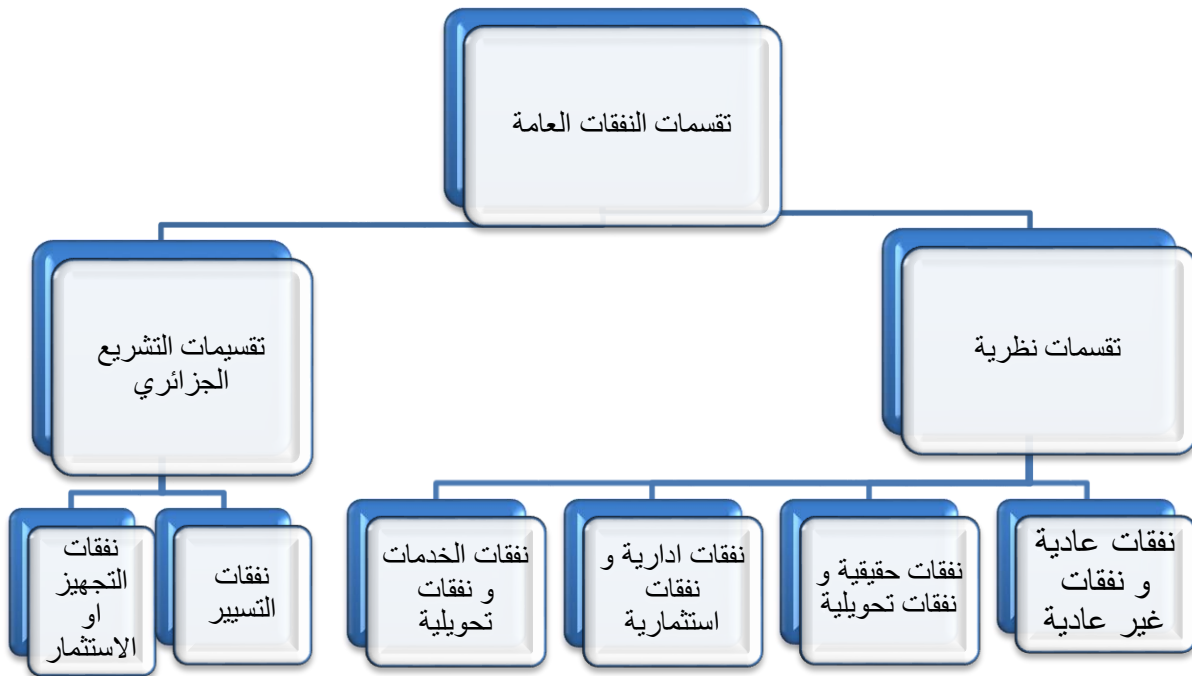 تقسمات النفقات العامة
تقسمات نظرية
تقسيمات التشريع
الجزائري
نفقات عادية
و نفقات
غير عادية
نفقات حقيقية و
نفقات تحويلية
نفقات ادارية و
نفقات
استثمارية
نفقات الخدمات
و نفقات
تحويلية
نفقات
التسيير
نفقات
التجهيز
او
الاستثمار